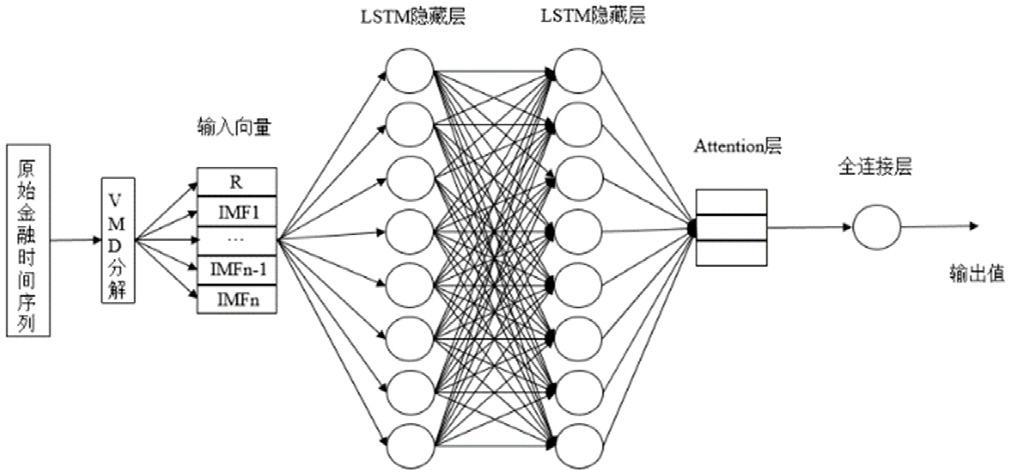 LSTM隐藏层
LSTM隐藏层
输入向量
原始金融时间序列
VMD分解
R
IMF1
...
IMFn-1
IMFn
Attention层
全连接层
输出值